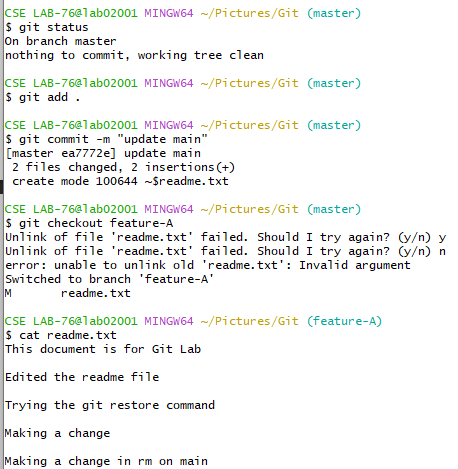 CSE LAB-76@lab02001 MINGW64 ~/Pictures/Git (master)
$ git status
On branch master
nothing to commit, working tree clean
CSE LAB-76@lab02001 MINGW64 ~/Pictures/Git (master)
$ git add .
CSE LAB-76@lab02001 MINGW64 ~/Pictures/Git (master)
$ git commit -m "update main"
[master ea7772e] update main
 2 files changed, 2 insertions(+)
 create mode 100644 ~$readme.txt
CSE LAB-76@lab02001 MINGW64 ~/Pictures/Git (master)
$ git checkout feature-A
Unlink of file 'readme.txt' failed. Should I try again? (y/n) y
Unlink of file 'readme.txt' failed. Should I try again? (y/n) n
error: unable to unlink old 'readme.txt': Invalid argument
Switched to branch 'feature-A'
M       readme.txt
CSE LAB-76@lab02001 MINGW64 ~/Pictures/Git (feature-A)
$ cat readme.txt
This document is for Git Lab
Edited the readme file
Trying the git restore command
Making a change
Making a change in rm on main